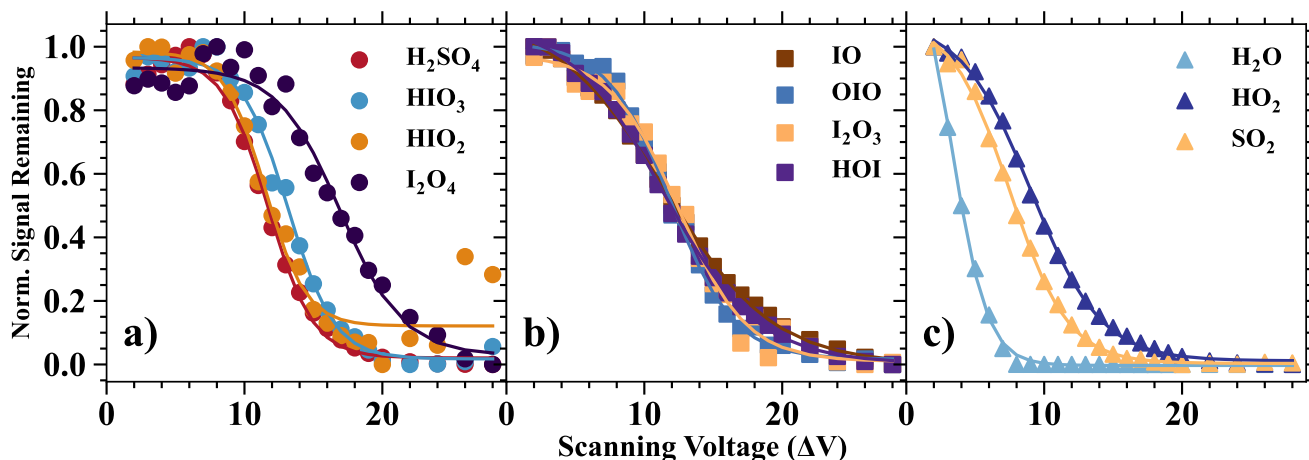 Norm. Signal Remaining
1.0
0.8
0.6
0.4
0.2
0.0
a)
H₂SO₄
HIO₃
HIO₂
I₂O₄
0 10 20
b)
IO
OIO
I₂O₃
HOI
0 10 20
c)
H₂O
HO₂
SO₂
0 10 20
Scanning Voltage (ΔV)